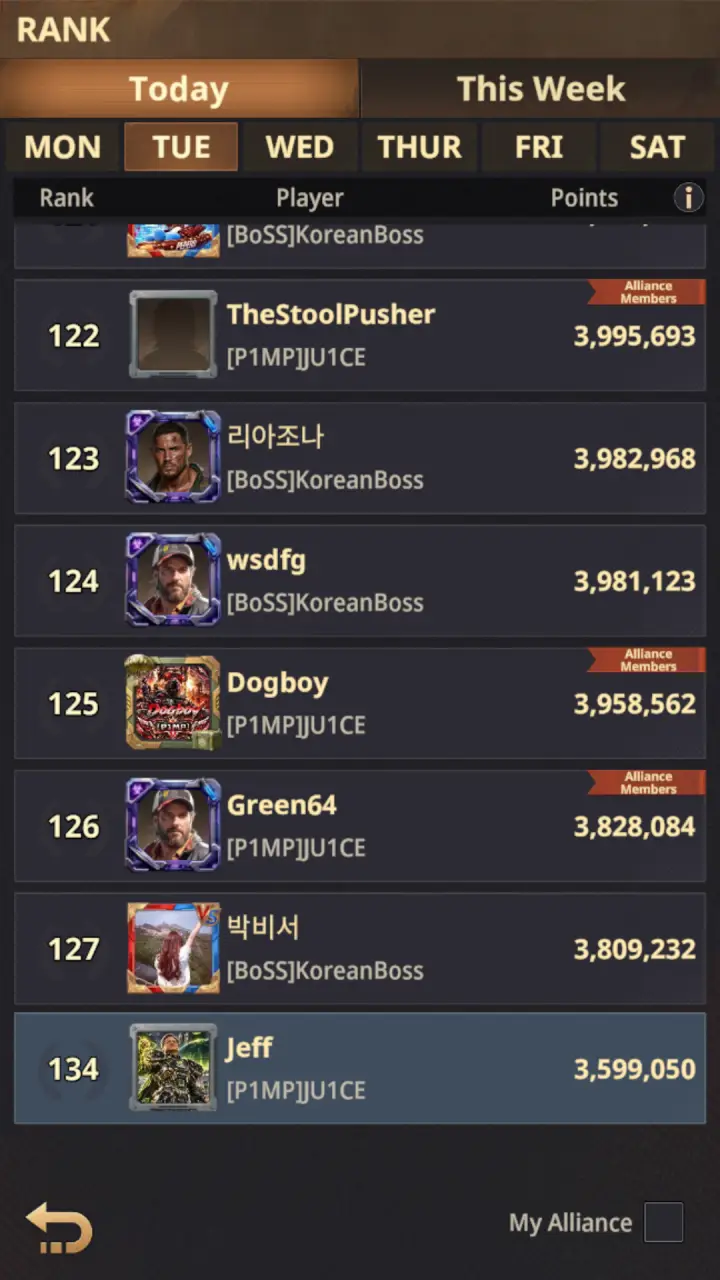 RANK
Today
This Week
MON
TUE
WED
THUR
FRI
SAT
Rank
Player
Points
i
[BoSS]KoreanBoss
Alliance
Members
122
TheStoolPusher
[P1MP]JU1CE
3,995,693
123
리아조나
[BoSS]KoreanBoss
3,982,968
124
wsdfg
[BoSS]KoreanBoss
3,981,123
Alliance
Members
125
DOGBOY
[P1MP]
Dogboy
[P1MP]JU1CE
3,958,562
Alliance
Members
126
Green64
[P1MP]JU1CE
3,828,084
127
VS
박비서
[BoSS]KoreanBoss
3,809,232
134
Jeff
[P1MP]JU1CE
3,599,050
My Alliance